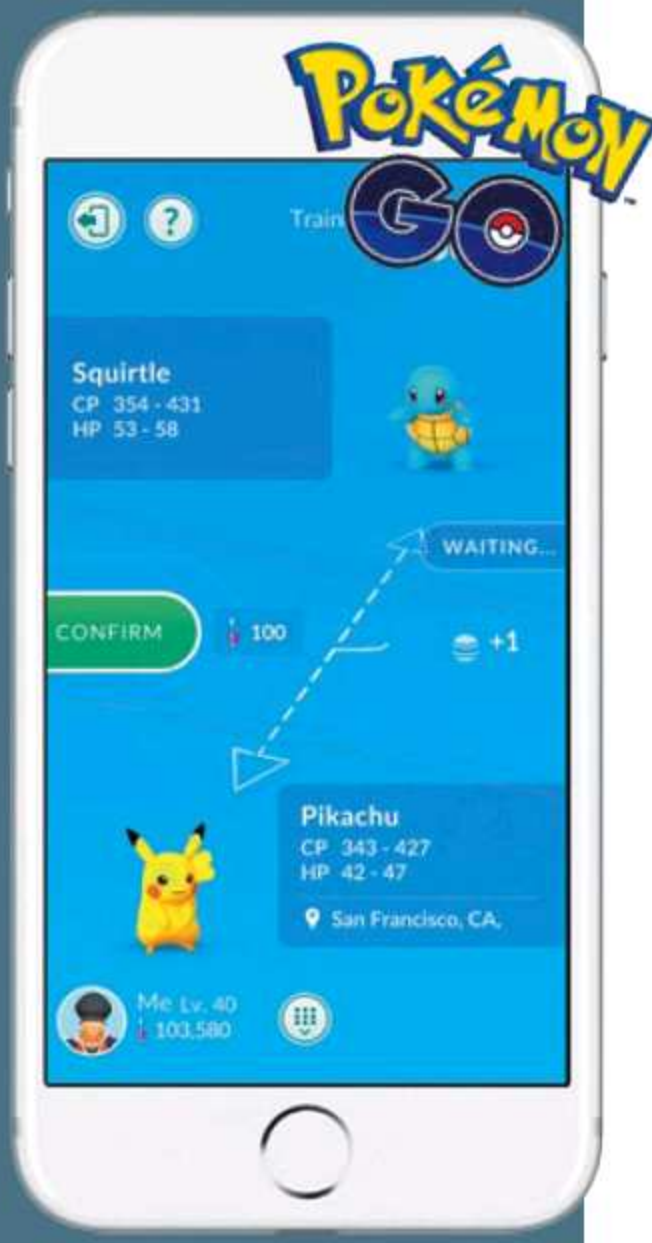 POKéMON
GO
?
Train
Squirtle
CP 354 - 431
HP 53 - 58
WAITING...
CONFIRM
100
+1
Pikachu
CP 343 - 427
HP 42 - 47
San Francisco, CA,
Me Lv. 40
103,580